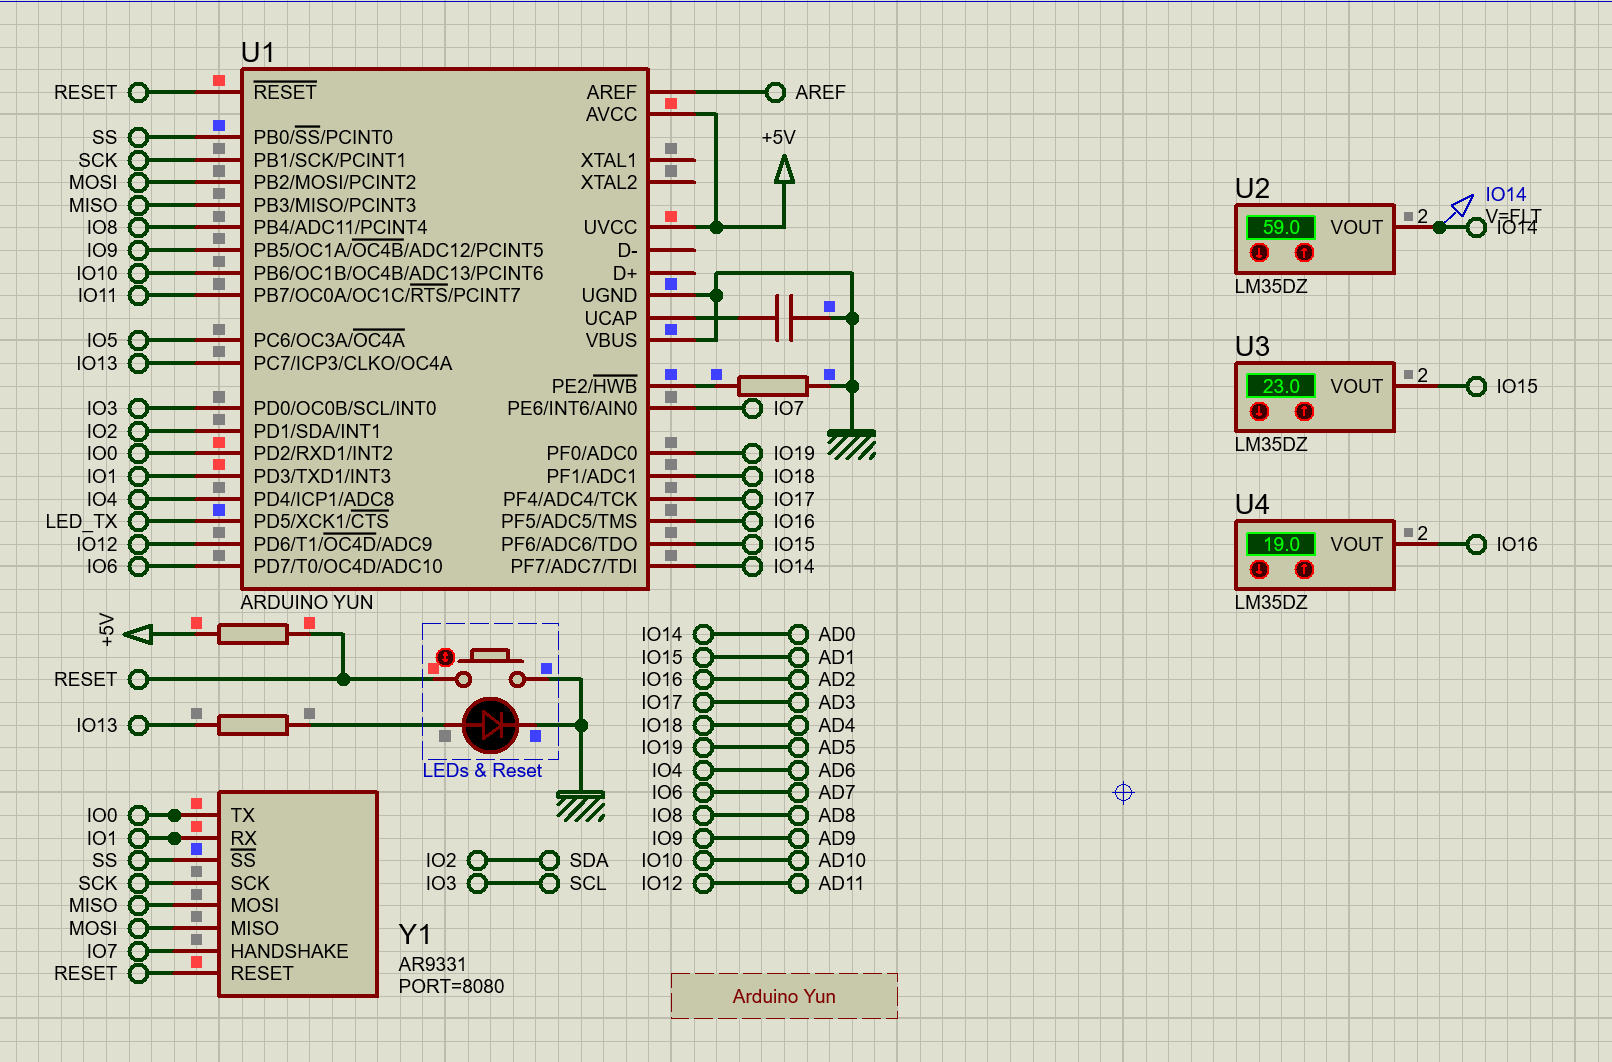 U1
RESET
RESET
SS
PB0/SS/PCINT0
SCK
PB1/SCK/PCINT1
MOSI
PB2/MOSI/PCINT2
MISO
PB3/MISO/PCINT3
IO8
PB4/ADC11/PCINT4
IO9
PB5/OC1A/OC4B/ADC12/PCINT5
IO10
PB6/OC1B/OC4B/ADC13/PCINT6
IO11
PB7/OC0A/OC1C/RTS/PCINT7
IO5
PC6/OC3A/OC4A
IO13
PC7/ICP3/CLKO/OC4A
IO3
PD0/OC0B/SCL/INT0
IO2
PD1/SDA/INT1
IO0
PD2/RXD1/INT2
IO1
PD3/TXD1/INT3
IO4
PD4/ICP1/ADC8
LED_TX
PD5/XCK1/CTS
IO12
PD6/T1/OC4D/ADC9
IO6
PD7/T0/OC4D/ADC10
AREF
AREF
AVCC
+5V
XTAL1
XTAL2
UVCC
D-
D+
UGND
UCAP
VBUS
PE2/HWB
PE6/INT6/AIN0
IO7
PF0/ADC0
IO19
PF1/ADC1
IO18
PF4/ADC4/TCK
IO17
PF5/ADC5/TMS
IO16
PF6/ADC6/TDO
IO15
PF7/ADC7/TDI
IO14
ARDUINO YUN
U2
59.0
VOUT
2
IO14
V=FLT
IO14
LM35DZ
U3
23.0
VOUT
2
IO15
LM35DZ
U4
19.0
VOUT
2
IO16
LM35DZ
+5V
RESET
IO13
LEDs & Reset
IO14 AD0
IO15 AD1
IO16 AD2
IO17 AD3
IO18 AD4
IO19 AD5
IO4 AD6
IO6 AD7
IO8 AD8
IO9 AD9
IO10 AD10
IO12 AD11
IO2 SDA
IO3 SCL
IO0 TX
IO1 RX
SS SS
SCK SCK
MISO MOSI
MOSI MISO
IO7 HANDSHAKE
RESET RESET
Y1
AR9331
PORT=8080
Arduino Yun